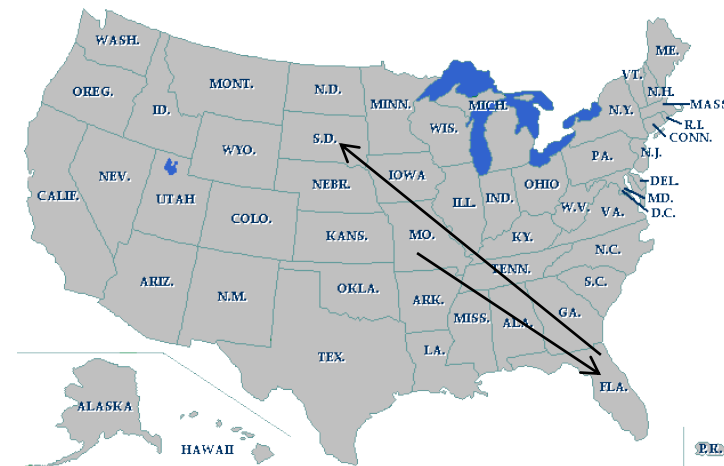 WASH.
ME.
MONT.
N.D.
VT.
OREG.
MINN.
N.H.
ID.
MICH.
MASS
N.Y.
R.I.
WIS.
S.D.
CONN.
WYO.
N.J.
PA.
NEV.
IOWA
NEBR.
OHIO
DEL.
CALIF.
UTAH
ILL.
IND.
MD.
W.V.
VA.
D.C.
COLO.
KANS.
MO.
KY.
N.C.
TENN.
ARIZ.
S.C.
OKLA.
N.M.
ARK.
GA.
MISS.
ALA.
LA.
TEX.
FLA.
ALASKA
HAWAII
P.R.